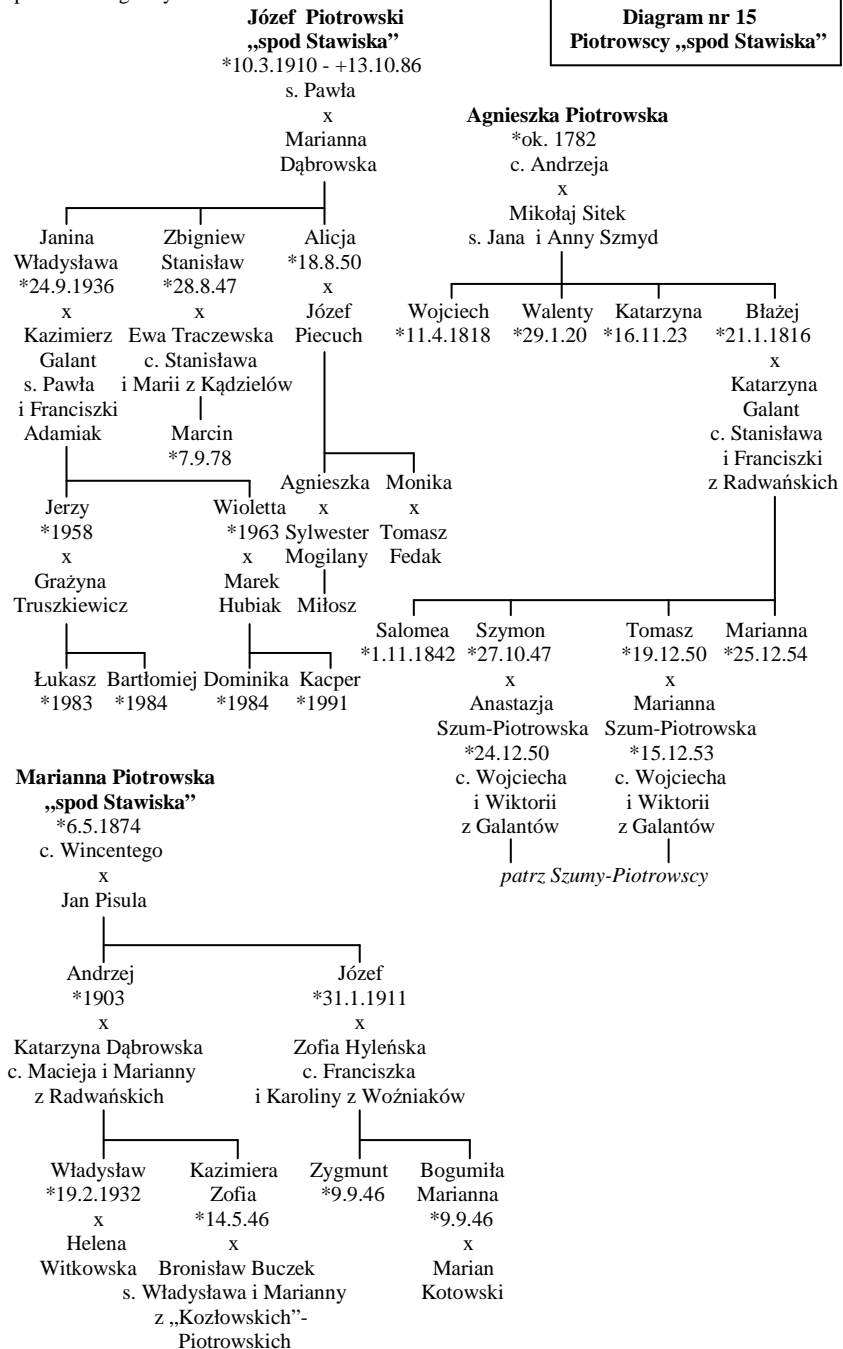 Józef Piotrowski
„spod Stawiska”
*10.3.1910 - +13.10.86
s. Pawła
x
Marianna
Dąbrowska
Diagram nr 15
Piotrowscy „spod Stawiska”
Janina
Władysława
*24.9.1936
x
Kazimierz
Galant
s. Pawła
i Franciszki
Adamiak
Zbigniew
Stanisław
*28.8.47
x
Ewa Traczewska
c. Stanisława
i Marii z Kądzielów
Marcin
*7.9.78
Alicja
*18.8.50
x
Józef
Piecuch
Jerzy
*1958
x
Grażyna
Truszkiewicz
Wioletta
*1963
x
Marek
Hubiak
Agnieszka
x
Sylwester
Mogilany
Miłosz
Monika
x
Tomasz
Fedak
Łukasz
*1983
Bartłomiej
*1984
Dominika
*1984
Kacper
*1991
Agnieszka Piotrowska
*ok. 1782
c. Andrzeja
x
Mikołaj Sitek
s. Jana i Anny Szmyd
Wojciech
*11.4.1818
Walenty
*29.1.20
Katarzyna
*16.11.23
Błażej
*21.1.1816
x
Katarzyna
Galant
c. Stanisława
i Franciszki
z Radwańskich
Salomea
*1.11.1842
Szymon
*27.10.47
x
Anastazja
Szum-Piotrowska
*24.12.50
c. Wojciecha
i Wiktorii
z Galantów
Tomasz
*19.12.50
x
Marianna
Szum-Piotrowska
*15.12.53
c. Wojciecha
i Wiktorii
z Galantów
Marianna
*25.12.54
patrz Szumy-Piotrowscy
Marianna Piotrowska
„spod Stawiska”
*6.5.1874
c. Wincentego
x
Jan Pisula
Andrzej
*1903
x
Katarzyna Dąbrowska
c. Macieja i Marianny
z Radwańskich
Józef
*31.1.1911
x
Zofia Hyleńska
c. Franciszka
i Karoliny z Woźniaków
Władysław
*19.2.1932
x
Helena
Witkowska
Kazimiera
Zofia
*14.5.46
x
Bronisław Buczek
s. Władysława i Marianny
z „Kozłowskich”-
Piotrowskich
Zygmunt
*9.9.46
Bogumiła
Marianna
*9.9.46
x
Marian
Kotowski